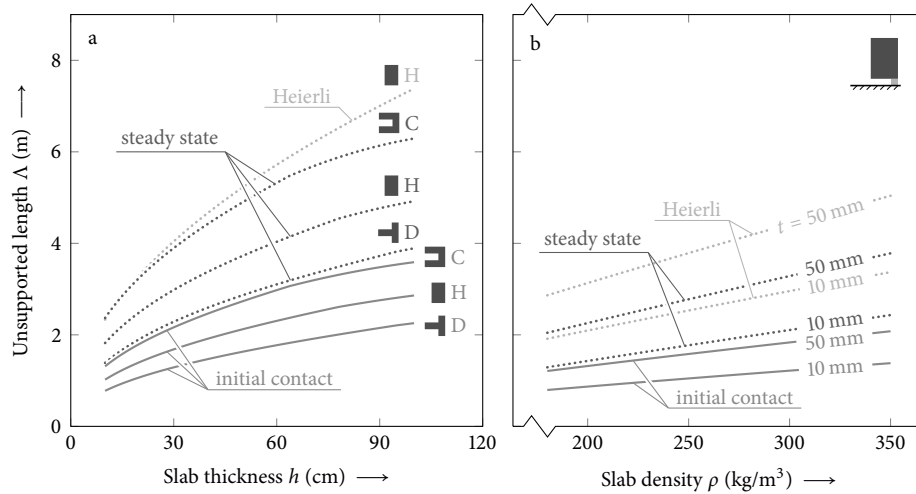 a
b
8
6
4
2
0
Unsupported length Λ (m) ⟶
Heierli
steady state
initial contact
H
C
H
D
C
H
D
0 30 60 90 120
Slab thickness h (cm) ⟶
Heierli
steady state
initial contact
t = 50 mm
50 mm
10 mm
10 mm
50 mm
10 mm
200 250 300 350
Slab density ρ (kg/m³) ⟶